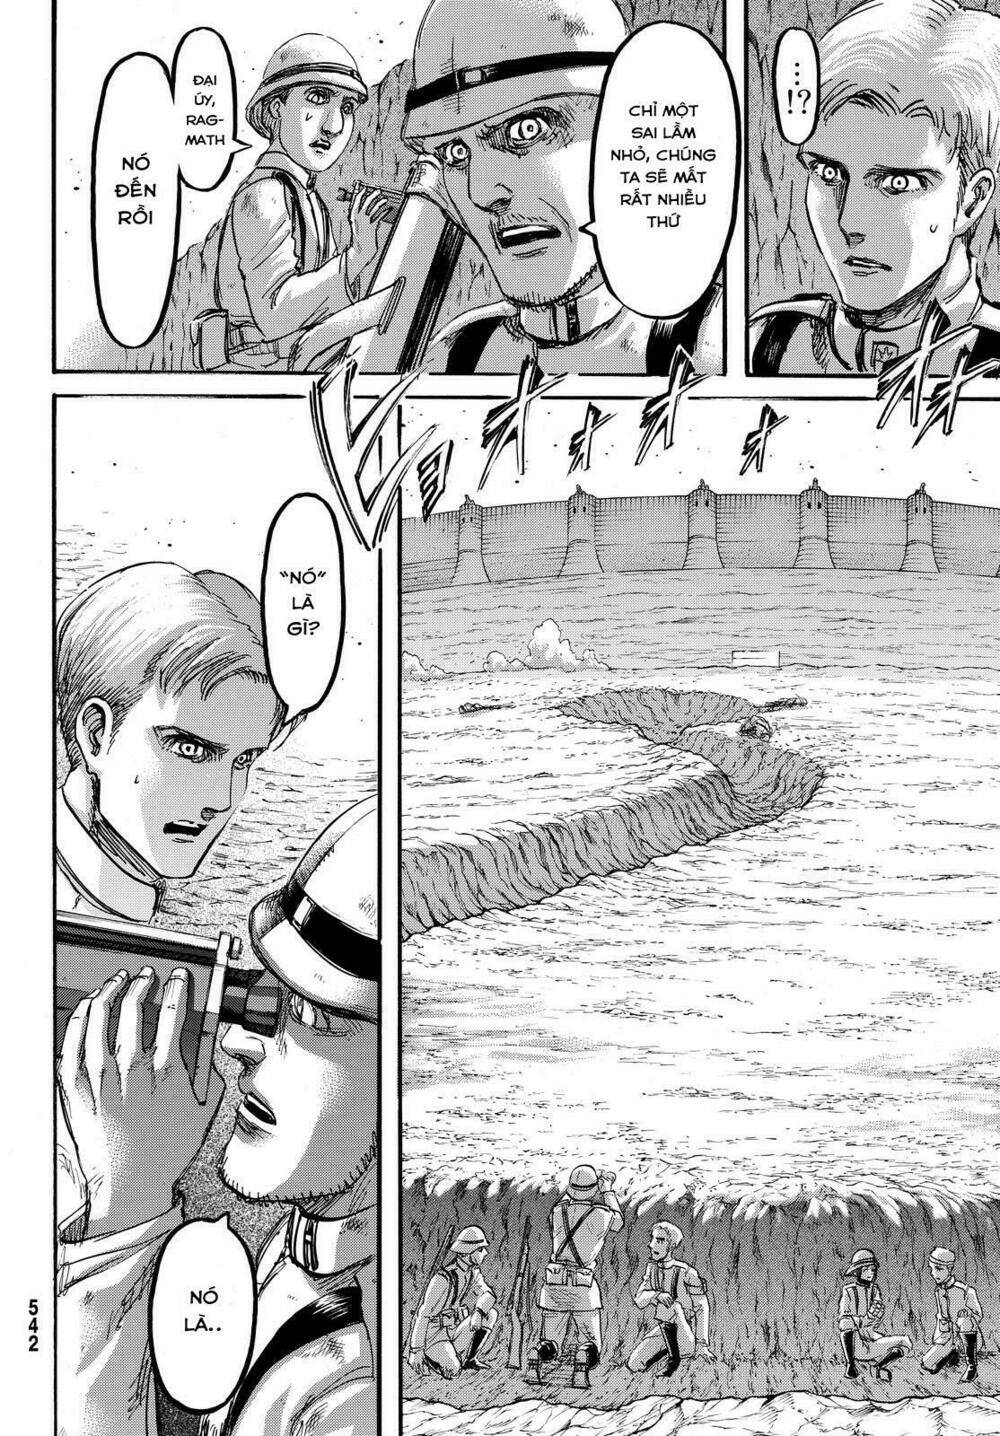 ...!?
CHỈ MỘT
SAI LẦM
NHỎ, CHÚNG
TA SẼ MẤT
RẤT NHIỀU
THỨ
ĐẠI
ÚY,
RAG-
MATH
NÓ
ĐẾN
RỒI
"NÓ"
LÀ
GÌ?
NÓ
LÀ..
542